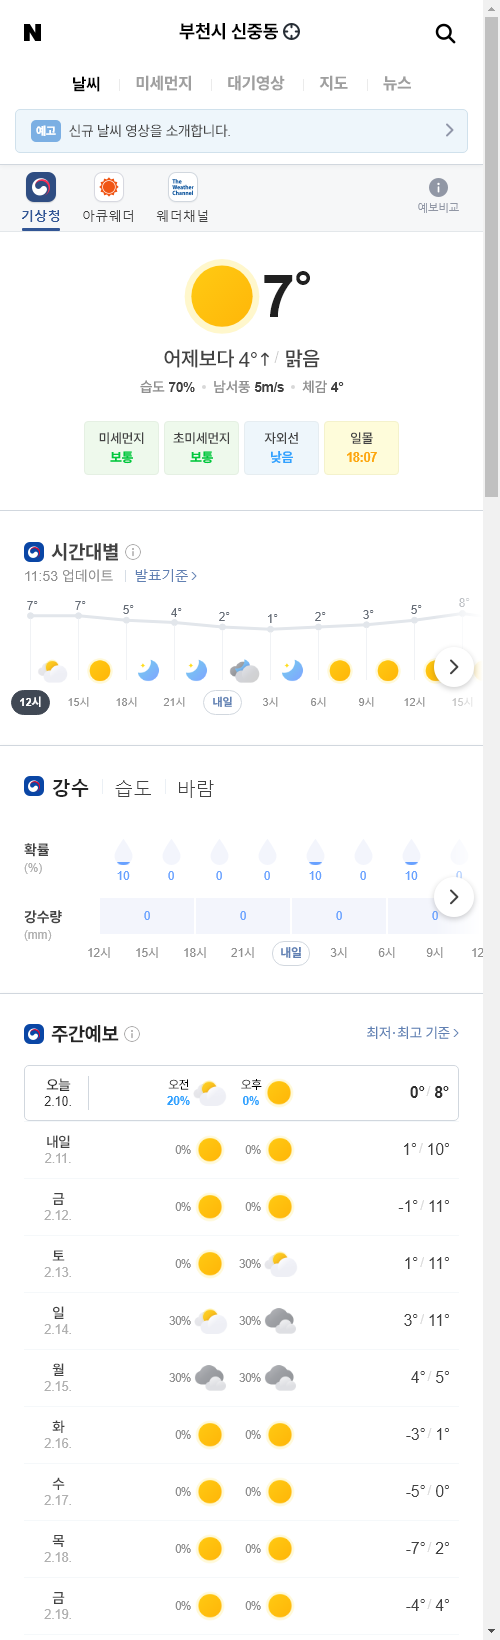 N
부천시 신중동
날씨 미세먼지 대기영상 지도 뉴스
예고 신규 날씨 영상을 소개합니다.
기상청 아큐웨더 The Weather Channel 웨더채널 예보비교
7°
어제보다 4°↑ / 맑음
습도 70% • 남서풍 5m/s • 체감 4°
미세먼지 초미세먼지 자외선 일몰
보통 보통 낮음 18:07
시간대별
11:53 업데이트 발표기준 >
7° 7° 5° 4° 2° 1° 2° 3° 5° 8°
12시 15시 18시 21시 내일 3시 6시 9시 12시 15시
강수 습도 바람
확률
(%)
10 0 0 0 10 0 10 0
강수량
(mm)
0 0 0 0
12시 15시 18시 21시 내일 3시 6시 9시 12
주간예보 최저·최고 기준 >
오늘 2.10. 오전 20% 오후 0% 0° / 8°
내일 2.11. 0% 0% 1° / 10°
금 2.12. 0% 0% -1° / 11°
토 2.13. 0% 30% 1° / 11°
일 2.14. 30% 30% 3° / 11°
월 2.15. 30% 30% 4° / 5°
화 2.16. 0% 0% -3° / 1°
수 2.17. 0% 0% -5° / 0°
목 2.18. 0% 0% -7° / 2°
금 2.19. 0% 0% -4° / 4°